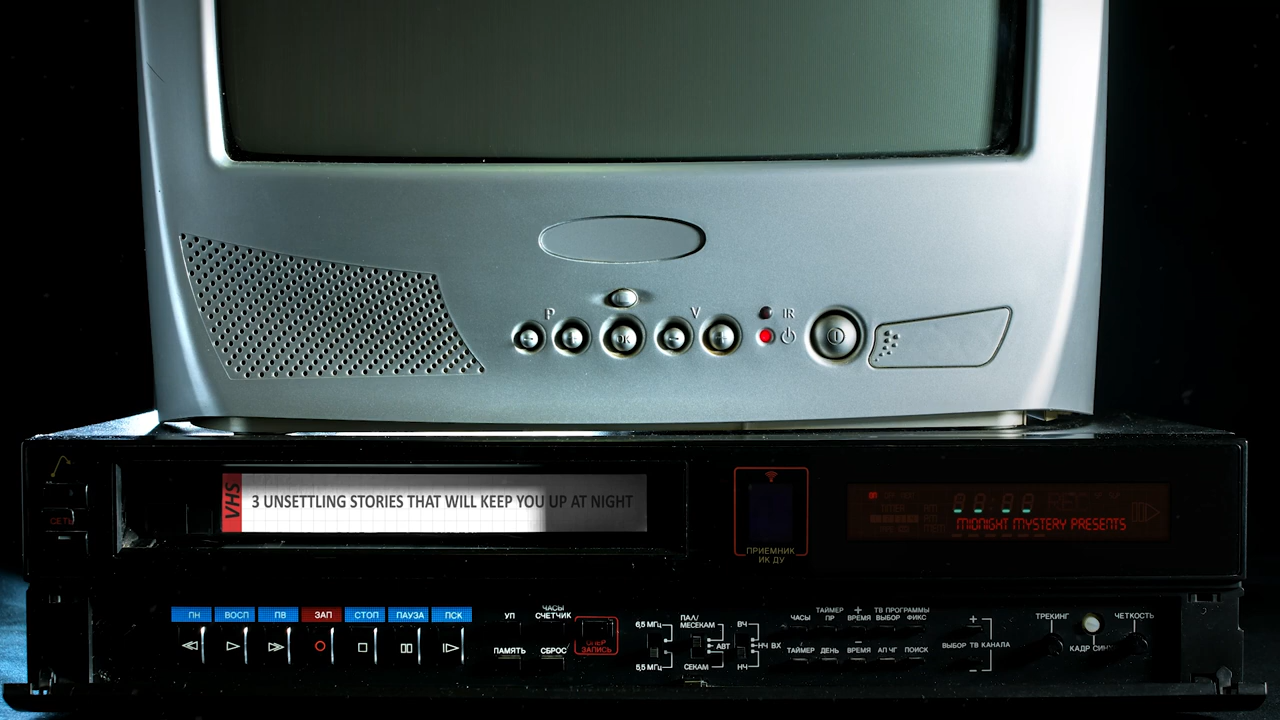 P
V
IR
OK
VHS
3 UNSETTLING STORIES THAT WILL KEEP YOU UP AT NIGHT
MIDNIGHT MYSTERY PRESENTS
СЕТЬ
ПРИЕМНИК
ИК ДУ
ПН ВОСП ПВ ЗАП СТОП ПАУЗА ПСК
УП
ЧАСЫ
СЧЕТЧИК
ПАМЯТЬ
СБРОС
ЗАПИСЬ
6,5 МГц
5,5 МГц
ПАЛ/
МЕСЕКАМ
АВТ
СЕКАМ
ВЧ
НЧ ВХ
НЧ
ЧАСЫ
ТАЙМЕР
ПР
+
ВРЕМЯ
ТВ ПРОГРАММЫ
ВЫБОР ФИКС
ТАЙМЕР ДЕНЬ
–
ВРЕМЯ
АПЧГ ПОИСК
+
ВЫБОР ТВ КАНАЛА
–
ТРЕКИНГ
КАДР СИНХ
ЧЕТКОСТЬ